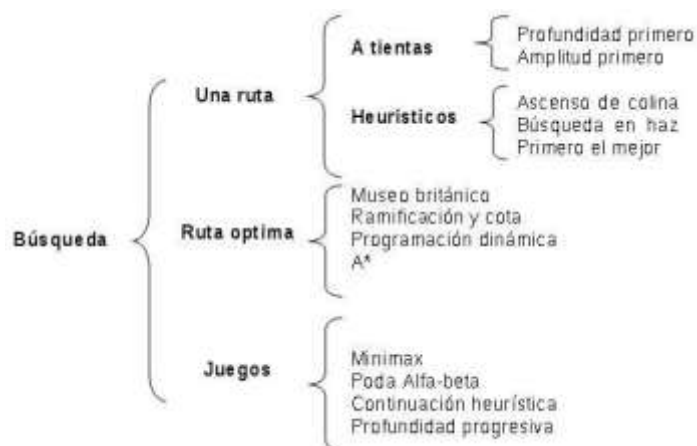 Búsqueda
Una ruta
A tientas
Profundidad primero
Amplitud primero
Heurísticos
Ascenso de colina
Búsqueda en haz
Primero el mejor
Ruta optima
Museo británico
Ramificación y cota
Programación dinámica
A*
Juegos
Minimax
Poda Alfa-beta
Continuación heurística
Profundidad progresiva